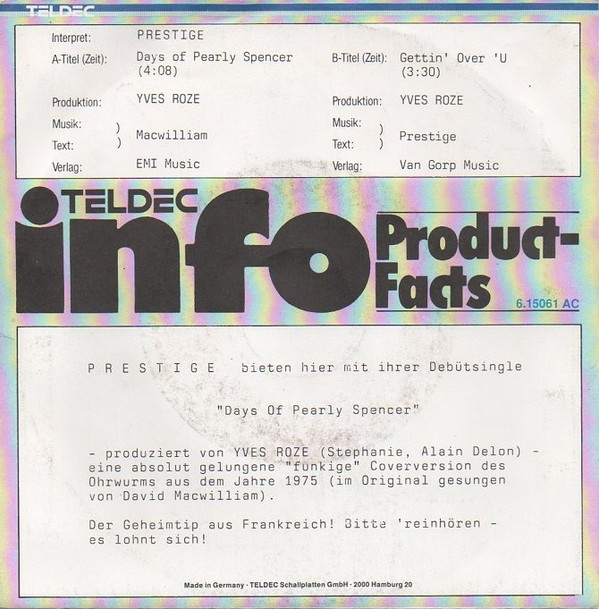 TELDEC
Interpret: PRESTIGE
A-Titel (Zeit): Days of Pearly Spencer (4:08)
B-Titel (Zeit): Gettin' Over 'U (3:30)
Produktion: YVES ROZE
Produktion: YVES ROZE
Musik: )
Text: ) Macwilliam
Musik: )
Text: ) Prestige
Verlag: EMI Music
Verlag: Van Gorp Music
TELDEC
info
Product-
Facts
6.15061 AC
PRESTIGE bieten hier mit ihrer Debütsingle
"Days Of Pearly Spencer"
- produziert von YVES ROZE (Stephanie, Alain Delon) -
eine absolut gelungene "funkige" Coverversion des
Ohrwurms aus dem Jahre 1975 (im Original gesungen
von David Macwilliam).
Der Geheimtip aus Frankreich! Bitte 'reinhören -
es lohnt sich!
Made in Germany · TELDEC Schallplatten GmbH · 2000 Hamburg 20